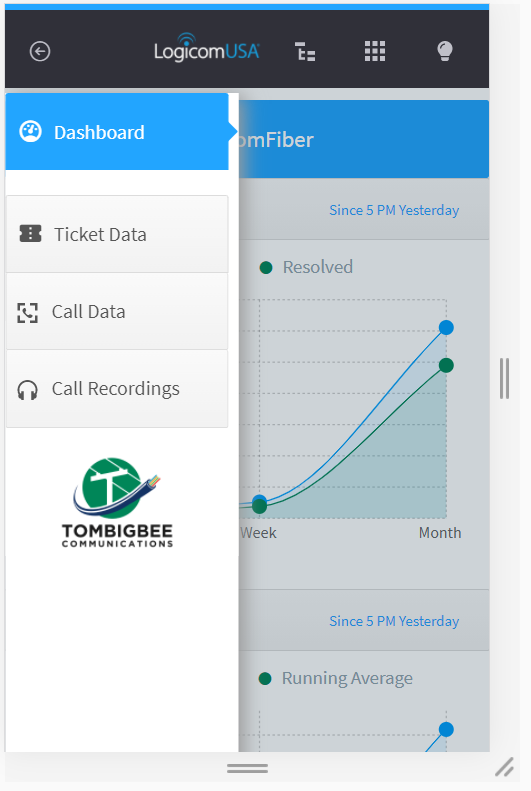 LogicomUSA
Dashboard
omFiber
Since 5 PM Yesterday
Ticket Data
Resolved
Call Data
Call Recordings
TOMBIGBEE
COMMUNICATIONS
Week
Month
Since 5 PM Yesterday
Running Average